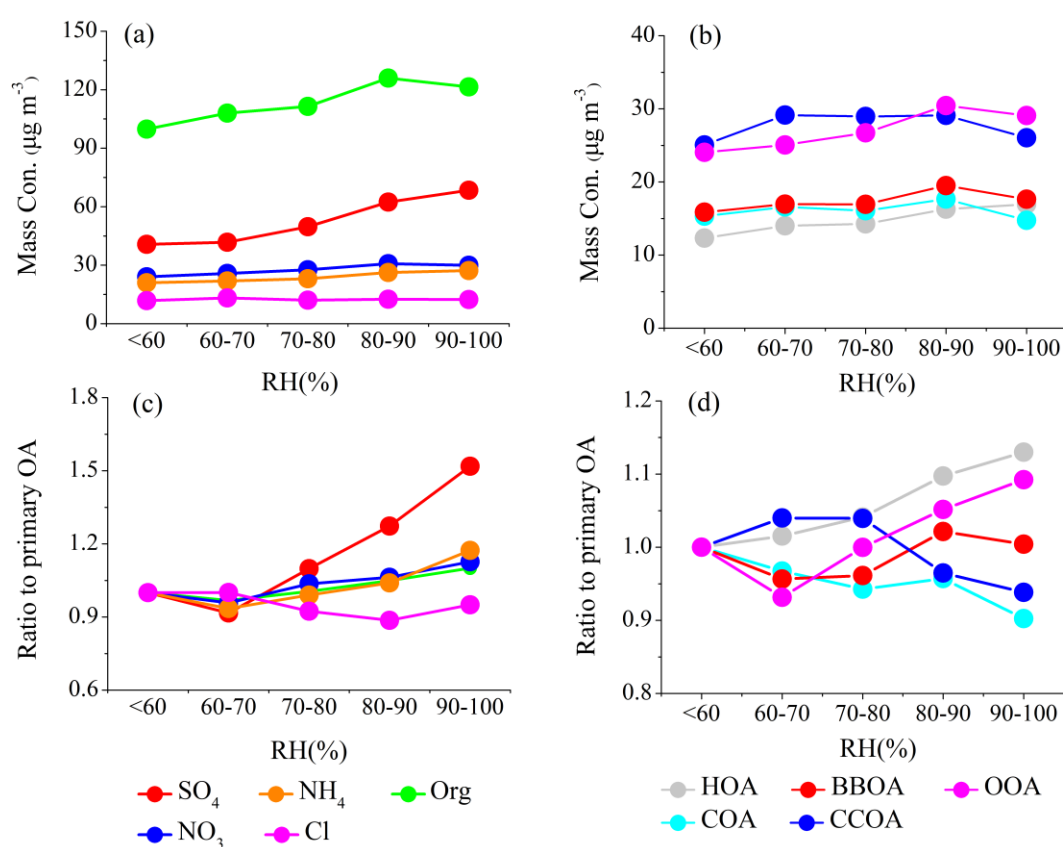 (a)
150
120
90
60
30
0
Mass Con. (μg m⁻³)
<60 60-70 70-80 80-90 90-100
RH(%)
(b)
40
30
20
10
0
Mass Con. (μg m⁻³)
<60 60-70 70-80 80-90 90-100
RH(%)
(c)
1.8
1.5
1.2
0.9
0.6
Ratio to primary OA
<60 60-70 70-80 80-90 90-100
RH(%)
(d)
1.2
1.1
1.0
0.9
0.8
Ratio to primary OA
<60 60-70 70-80 80-90 90-100
RH(%)
SO₄ NH₄ Org
NO₃ Cl
HOA BBOA OOA
COA CCOA